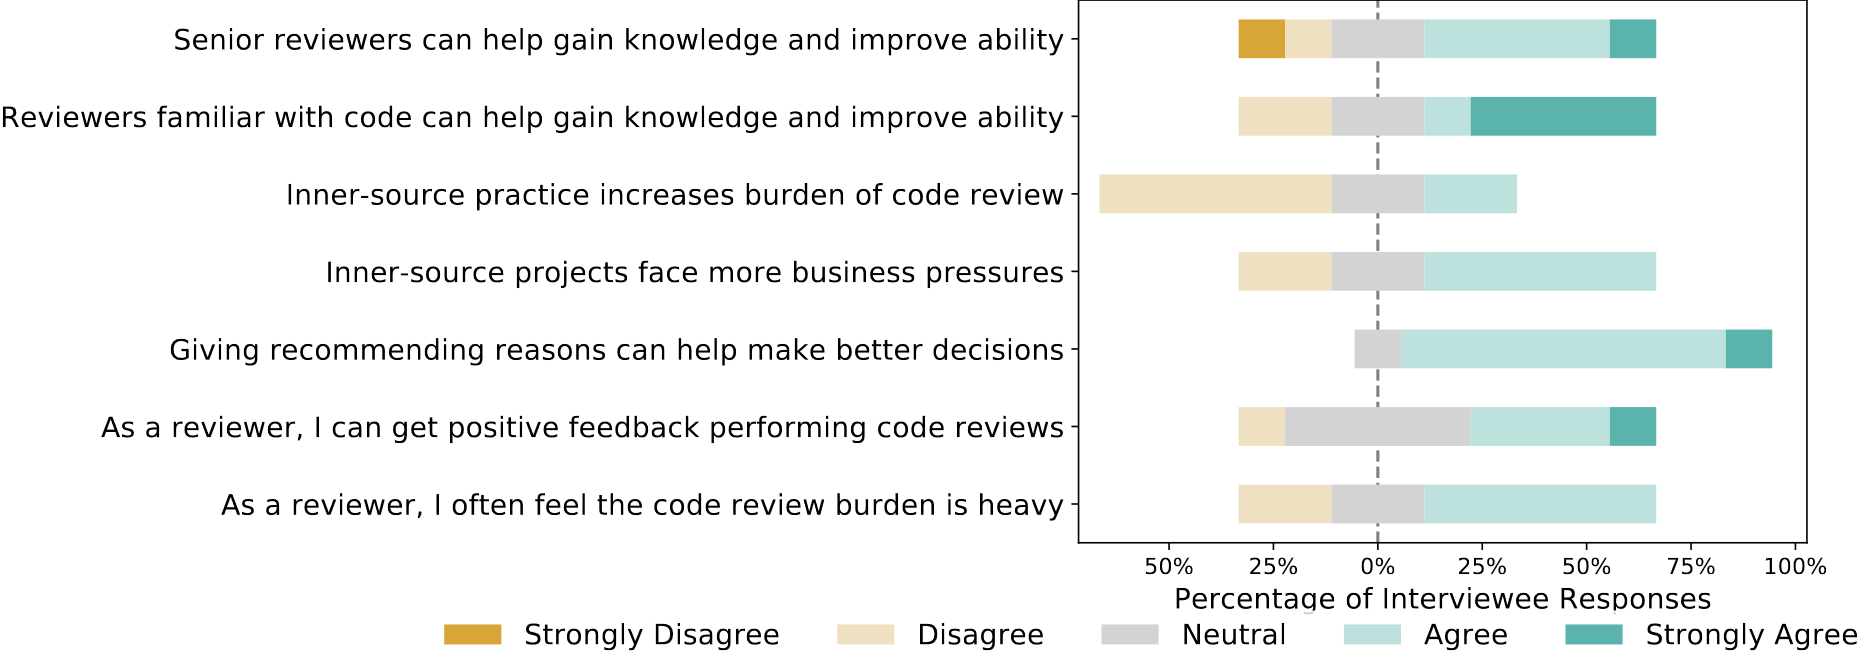 Senior reviewers can help gain knowledge and improve ability
Reviewers familiar with code can help gain knowledge and improve ability
Inner-source practice increases burden of code review
Inner-source projects face more business pressures
Giving recommending reasons can help make better decisions
As a reviewer, I can get positive feedback performing code reviews
As a reviewer, I often feel the code review burden is heavy
50% 25% 0% 25% 50% 75% 100%
Percentage of Interviewee Responses
Strongly Disagree Disagree Neutral Agree Strongly Agree